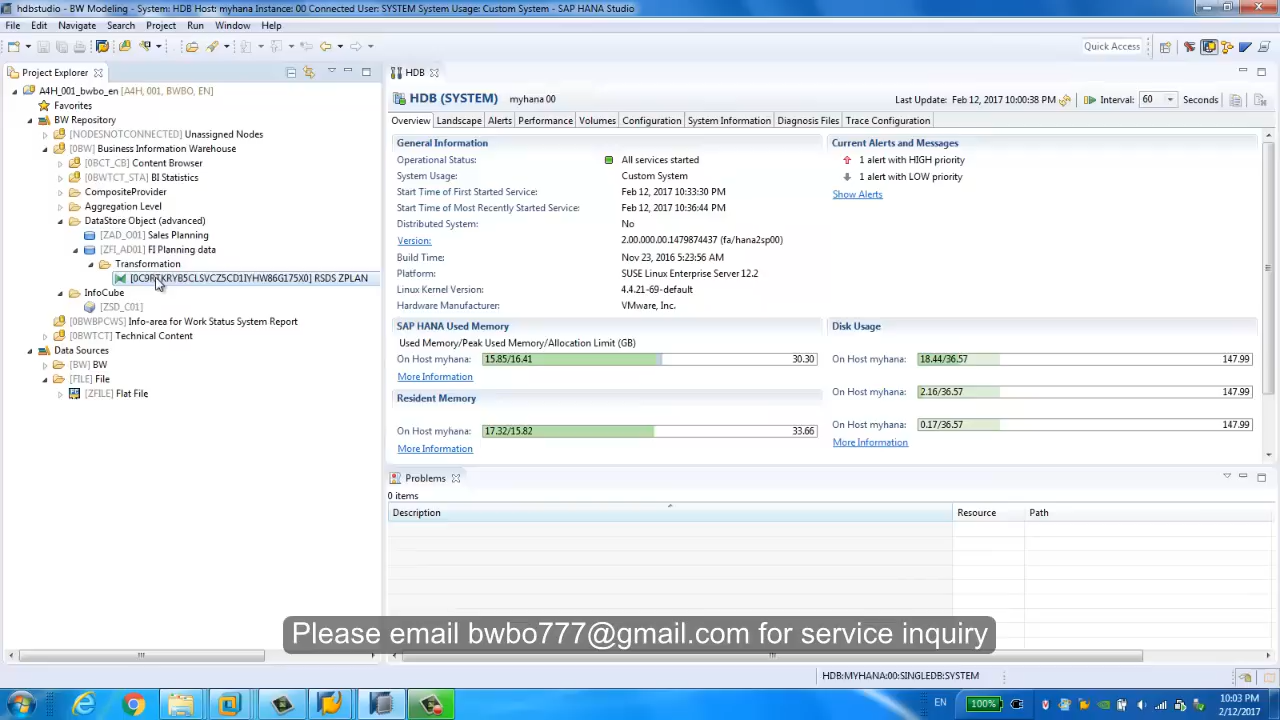 hdbstudio - BW Modeling - System: HDB Host: myhana Instance: 00 Connected User: SYSTEM System Usage: Custom System - SAP HANA Studio
File Edit Navigate Search Project Run Window Help
Quick Access
Project Explorer
A4H_001_bwbo_en [A4H, 001, BWBO, EN]
Favorites
BW Repository
[NODESNOTCONNECTED] Unassigned Nodes
[0BW] Business Information Warehouse
[0BCT_CB] Content Browser
[0BWTCT_STA] BI Statistics
CompositeProvider
Aggregation Level
DataStore Object (advanced)
[ZAD_O01] Sales Planning
[ZFI_AD01] FI Planning data
Transformation
[0C9RTKRYB5CLSVCZ5CD1IYHW86G175X0] RSDS ZPLAN
InfoCube
[ZSD_C01]
[0BWBPCWS] Info-area for Work Status System Report
[0BWTCT] Technical Content
Data Sources
[BW] BW
[FILE] File
[ZFILE] Flat File
HDB
HDB (SYSTEM) myhana 00
Last Update: Feb 12, 2017 10:00:38 PM Interval: 60 Seconds
Overview Landscape Alerts Performance Volumes Configuration System Information Diagnosis Files Trace Configuration
General Information
Operational Status: All services started
System Usage: Custom System
Start Time of First Started Service: Feb 12, 2017 10:33:30 PM
Start Time of Most Recently Started Service: Feb 12, 2017 10:36:44 PM
Distributed System: No
Version: 2.00.000.00.1479874437 (fa/hana2sp00)
Build Time: Nov 23, 2016 5:23:56 AM
Platform: SUSE Linux Enterprise Server 12.2
Linux Kernel Version: 4.4.21-69-default
Hardware Manufacturer: VMware, Inc.
Current Alerts and Messages
1 alert with HIGH priority
1 alert with LOW priority
Show Alerts
SAP HANA Used Memory
Used Memory/Peak Used Memory/Allocation Limit (GB)
On Host myhana: 15.85/16.41 30.30
More Information
Resident Memory
On Host myhana: 17.32/15.82 33.66
More Information
Disk Usage
On Host myhana: 18.44/36.57 147.99
On Host myhana: 2.16/36.57 147.99
On Host myhana: 0.17/36.57 147.99
More Information
Problems
0 items
Description Resource Path
Please email bwbo777@gmail.com for service inquiry
HDB:MYHANA:00:SINGLEDB:SYSTEM
EN 100% 10:03 PM
2/12/2017